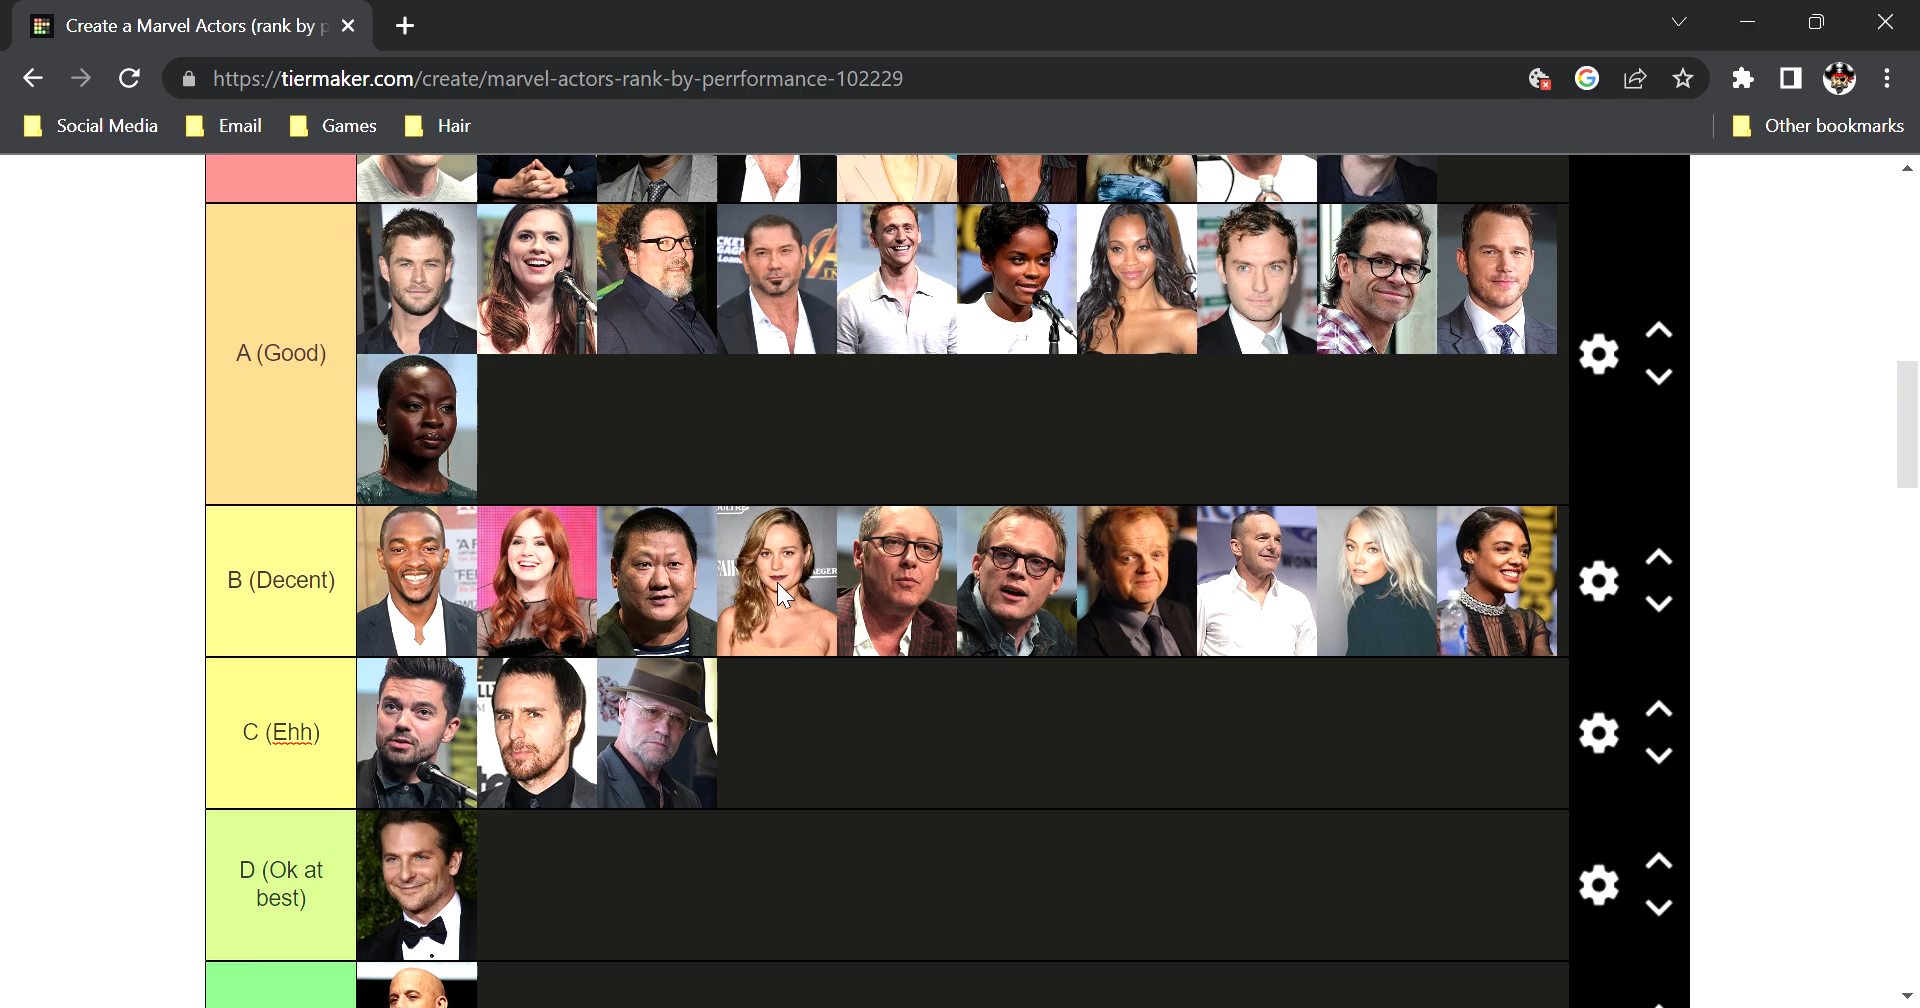 Create a Marvel Actors (rank by p
https://tiermaker.com/create/marvel-actors-rank-by-perrformance-102229
Social Media
Email
Games
Hair
Other bookmarks
A (Good)
B (Decent)
C (Ehh)
D (Ok at
best)